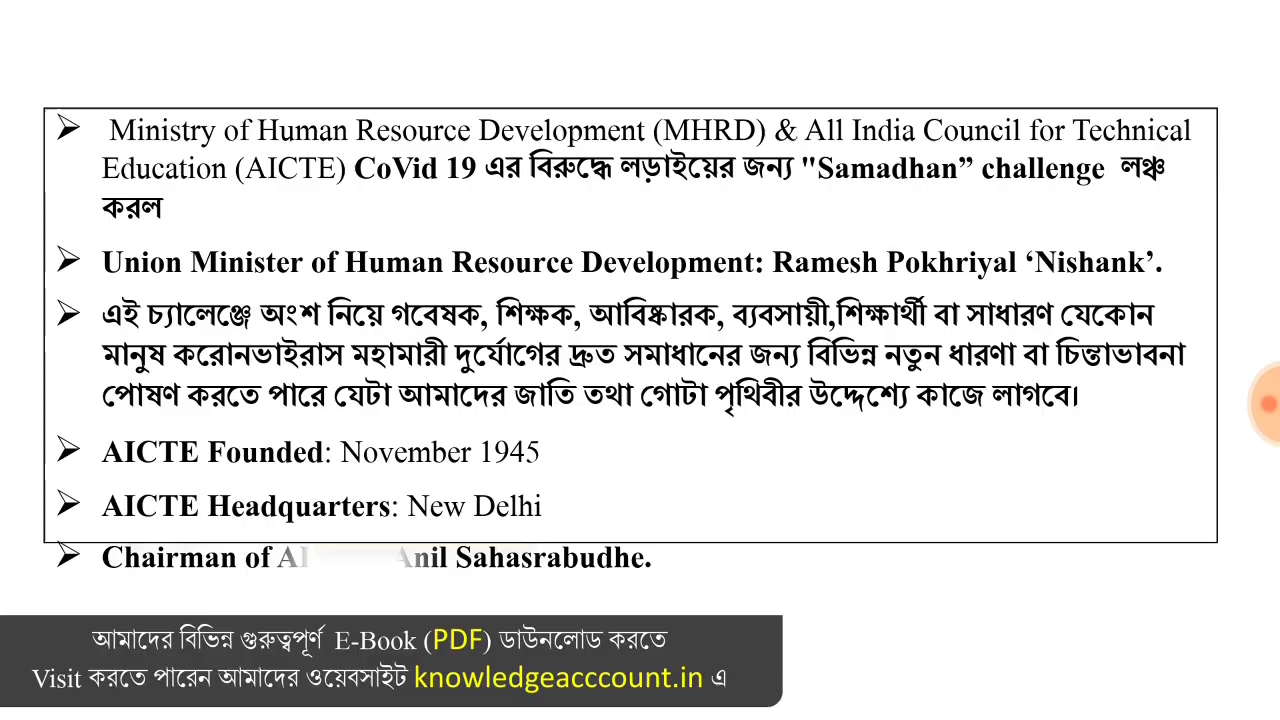 ➢ Ministry of Human Resource Development (MHRD) & All India Council for Technical
Education (AICTE) CoVid 19 এর বিরুদ্ধে লড়াইয়ের জন্য "Samadhan” challenge লঞ্চ
করল
➢ Union Minister of Human Resource Development: Ramesh Pokhriyal ‘Nishank’.
➢ এই চ্যালেঞ্জে অংশ নিয়ে গবেষক, শিক্ষক, আবিষ্কারক, ব্যবসায়ী,শিক্ষার্থী বা সাধারণ যেকোন
মানুষ করোনভাইরাস মহামারী দুর্যোগের দ্রুত সমাধানের জন্য বিভিন্ন নতুন ধারণা বা চিন্তাভাবনা
পোষণ করতে পারে যেটা আমাদের জাতি তথা গোটা পৃথিবীর উদ্দেশ্যে কাজে লাগবে।
➢ AICTE Founded: November 1945
➢ AICTE Headquarters: New Delhi
➢ Chairman of Anil Sahasrabudhe.
আমাদের বিভিন্ন গুরুত্বপূর্ণ E-Book (PDF) ডাউনলোড করতে
Visit করতে পারেন আমাদের ওয়েবসাইট knowledgeacccount.in এ